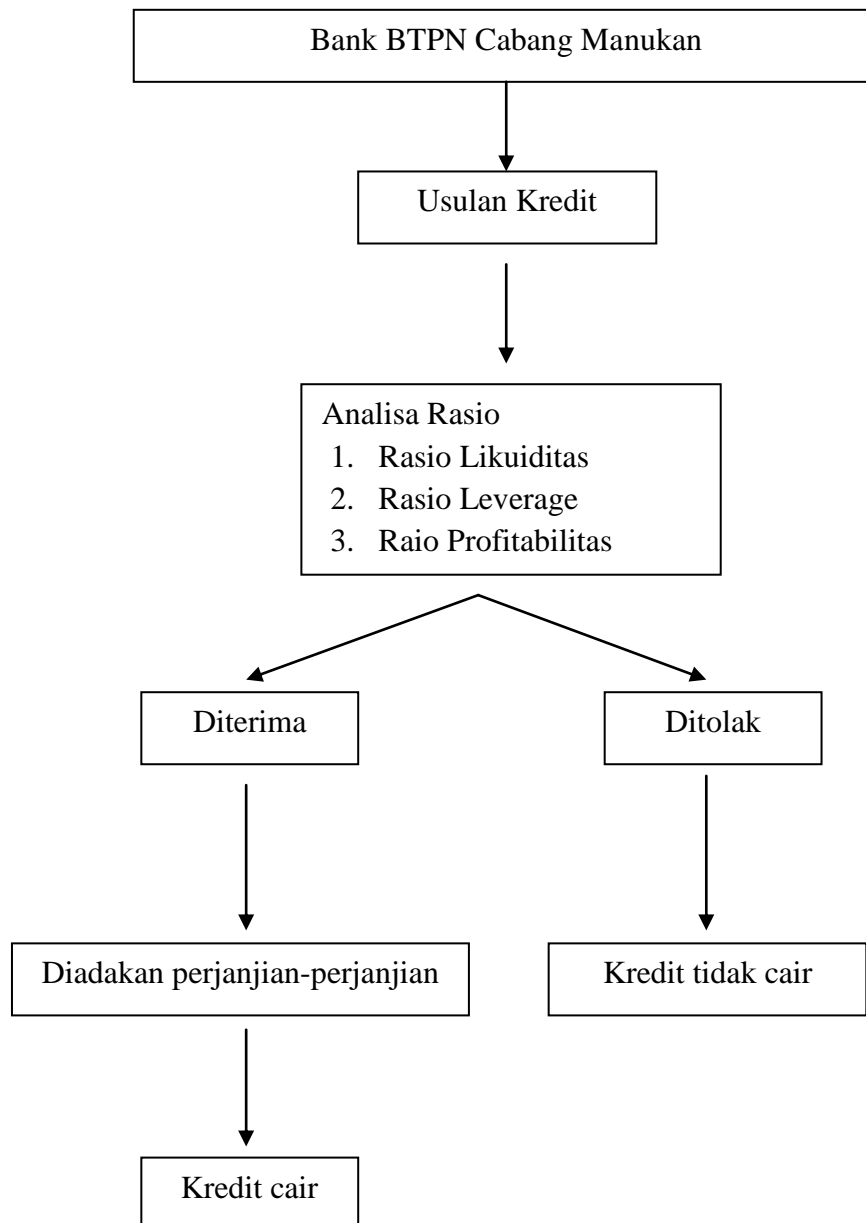 Bank BTPN Cabang Manukan
Usulan Kredit
Analisa Rasio
1. Rasio Likuiditas
2. Rasio Leverage
3. Raio Profitabilitas
Diterima
Ditolak
Diadakan perjanjian-perjanjian
Kredit tidak cair
Kredit cair